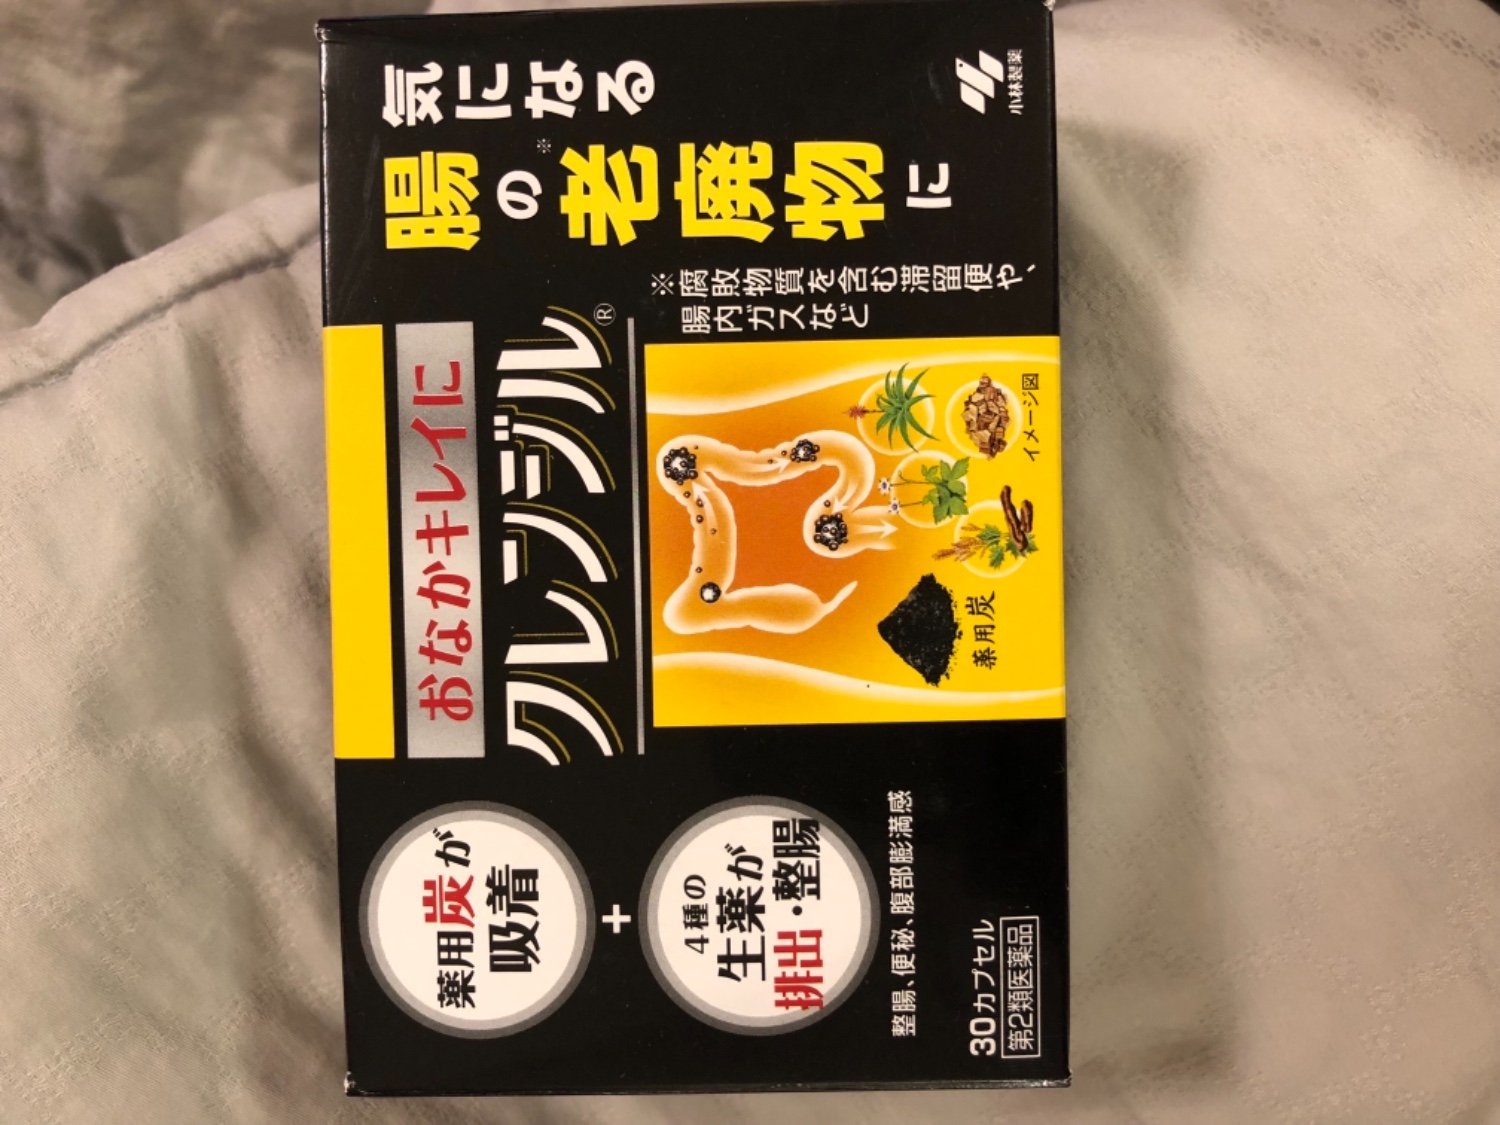 気になる
腸の※老廃物に
※腐敗物質を含む滞留便や、
腸内ガスなど
小林製薬
おなかキレイに
クレンジル®
薬用炭
イメージ図
薬用炭が
吸着
+
4種の
生薬が
排出・整腸
整腸、便秘、腹部膨満感
30カプセル
第2類医薬品